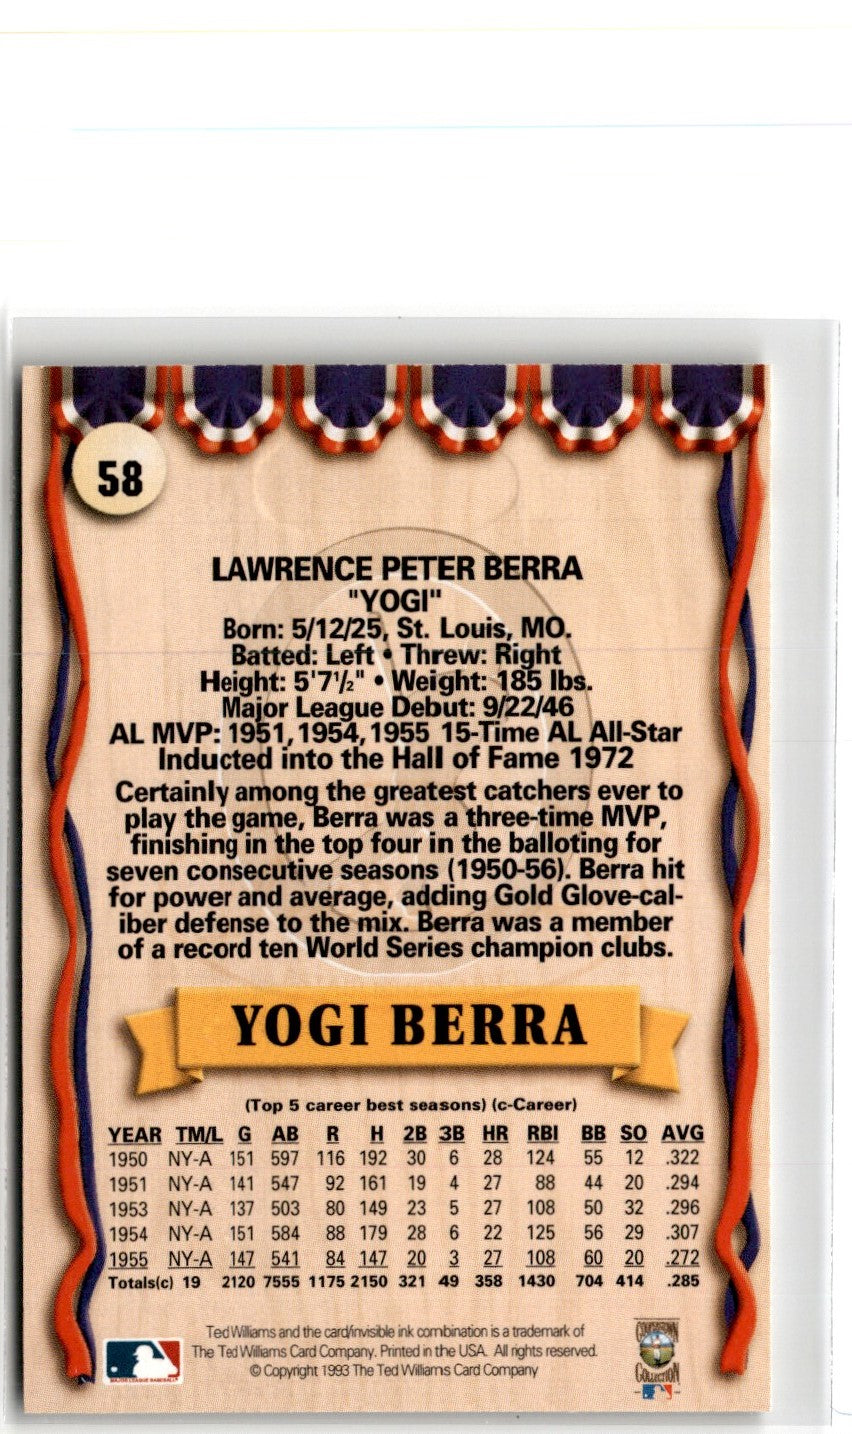 58
LAWRENCE PETER BERRA
"YOGI"
Born: 5/12/25, St. Louis, MO.
Batted: Left • Threw: Right
Height: 5'7½" • Weight: 185 lbs.
Major League Debut: 9/22/46
AL MVP: 1951, 1954, 1955 15-Time AL All-Star
Inducted into the Hall of Fame 1972
Certainly among the greatest catchers ever to
play the game, Berra was a three-time MVP,
finishing in the top four in the balloting for
seven consecutive seasons (1950-56). Berra hit
for power and average, adding Gold Glove-cal-
iber defense to the mix. Berra was a member
of a record ten World Series champion clubs.
YOGI BERRA
(Top 5 career best seasons) (c-Career)
YEAR TM/L G AB R H 2B 3B HR RBI BB SO AVG
1950 NY-A 151 597 116 192 30 6 28 124 55 12 .322
1951 NY-A 141 547 92 161 19 4 27 88 44 20 .294
1953 NY-A 137 503 80 149 23 5 27 108 50 32 .296
1954 NY-A 151 584 88 179 28 6 22 125 56 29 .307
1955 NY-A 147 541 84 147 20 3 27 108 60 20 .272
Totals(c) 19 2120 7555 1175 2150 321 49 358 1430 704 414 .285
Ted Williams and the card/invisible ink combination is a trademark of
The Ted Williams Card Company. Printed in the USA. All rights reserved.
© Copyright 1993 The Ted Williams Card Company
MAJOR LEAGUE BASEBALL
COOPERSTOWN
COLLECTION